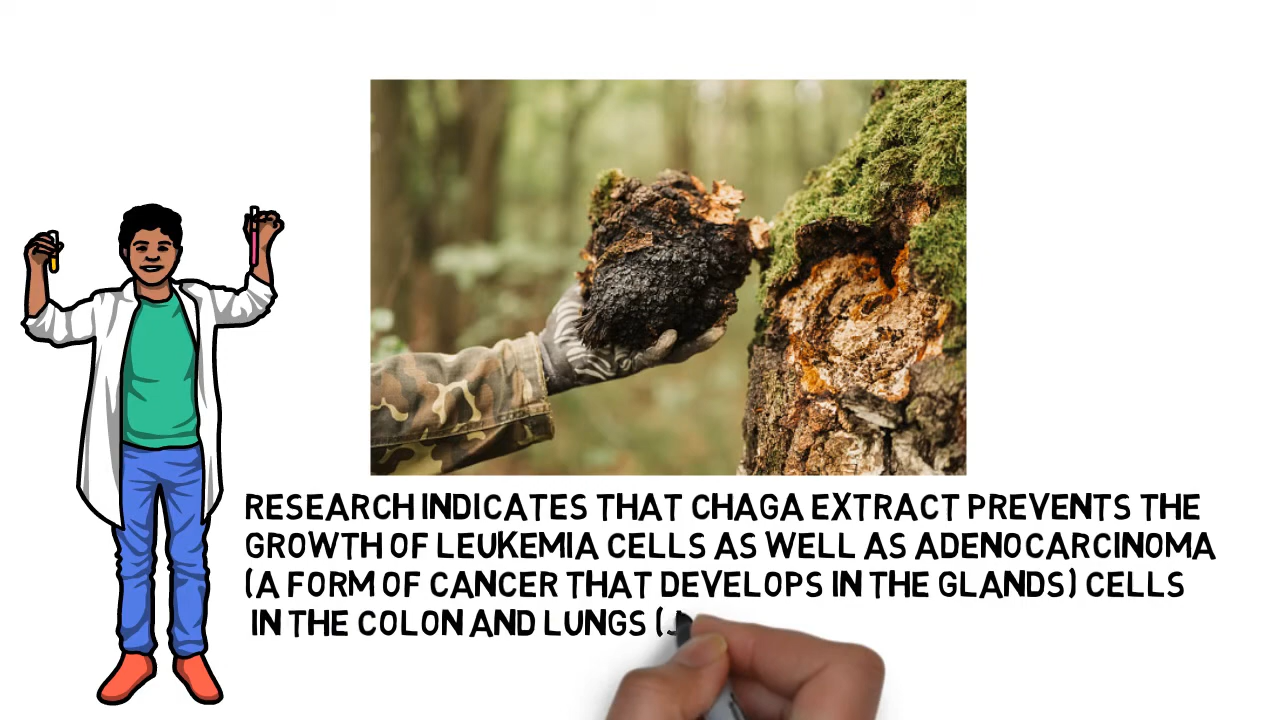 RESEARCH INDICATES THAT CHAGA EXTRACT PREVENTS THE
GROWTH OF LEUKEMIA CELLS AS WELL AS ADENOCARCINOMA
(A FORM OF CANCER THAT DEVELOPS IN THE GLANDS) CELLS
IN THE COLON AND LUNGS (